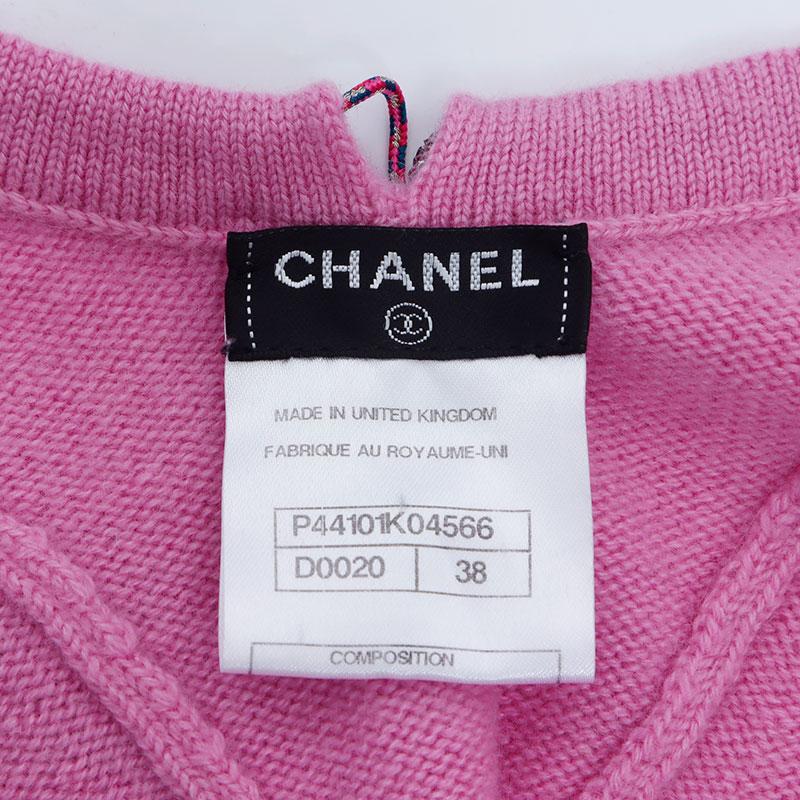 CHANEL
MADE IN UNITED KINGDOM
FABRIQUE AU ROYAUME-UNI
P44101K04566
D0020 38
COMPOSITION